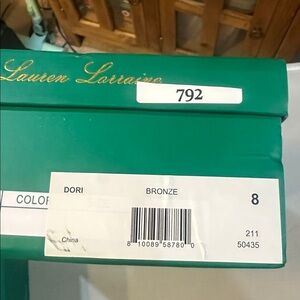 Lauren Lorraine
792
DORI BRONZE 8
COLOR
211
China 8 10089 58780 0 50435